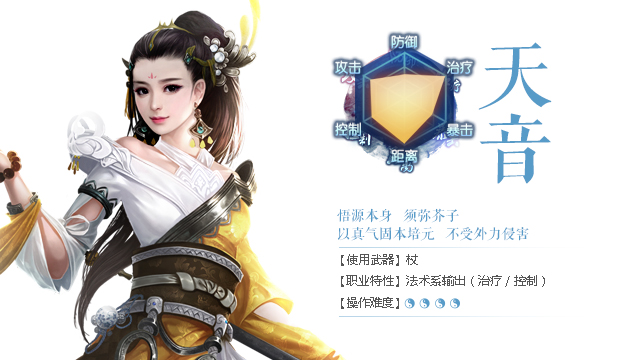 防御
攻击
治疗
控制
暴击
距离
天音
悟源本身 须弥芥子
以真气固本培元 不受外力侵害
【使用武器】杖
【职业特性】法术系输出(治疗/控制)
【操作难度】